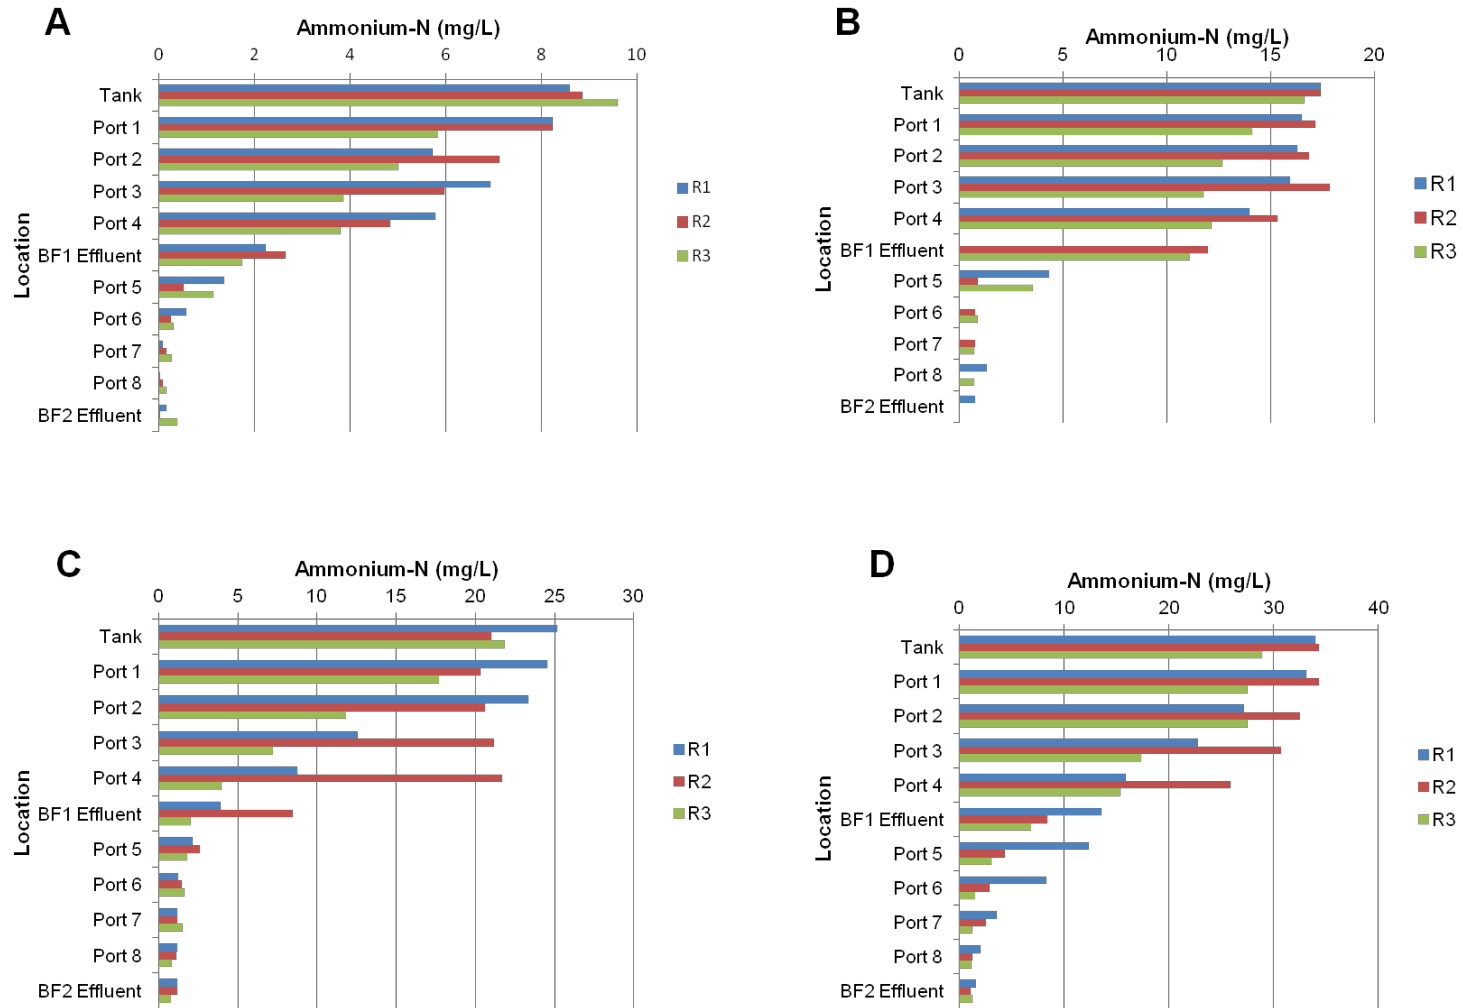 A
Ammonium-N (mg/L)
0 2 4 6 8 10
Tank
Port 1
Port 2
Port 3
Port 4
BF1 Effluent
Port 5
Port 6
Port 7
Port 8
BF2 Effluent
Location
R1
R2
R3
B
Ammonium-N (mg/L)
0 5 10 15 20
Tank
Port 1
Port 2
Port 3
Port 4
BF1 Effluent
Port 5
Port 6
Port 7
Port 8
BF2 Effluent
Location
R1
R2
R3
C
Ammonium-N (mg/L)
0 5 10 15 20 25 30
Tank
Port 1
Port 2
Port 3
Port 4
BF1 Effluent
Port 5
Port 6
Port 7
Port 8
BF2 Effluent
Location
R1
R2
R3
D
Ammonium-N (mg/L)
0 10 20 30 40
Tank
Port 1
Port 2
Port 3
Port 4
BF1 Effluent
Port 5
Port 6
Port 7
Port 8
BF2 Effluent
Location
R1
R2
R3